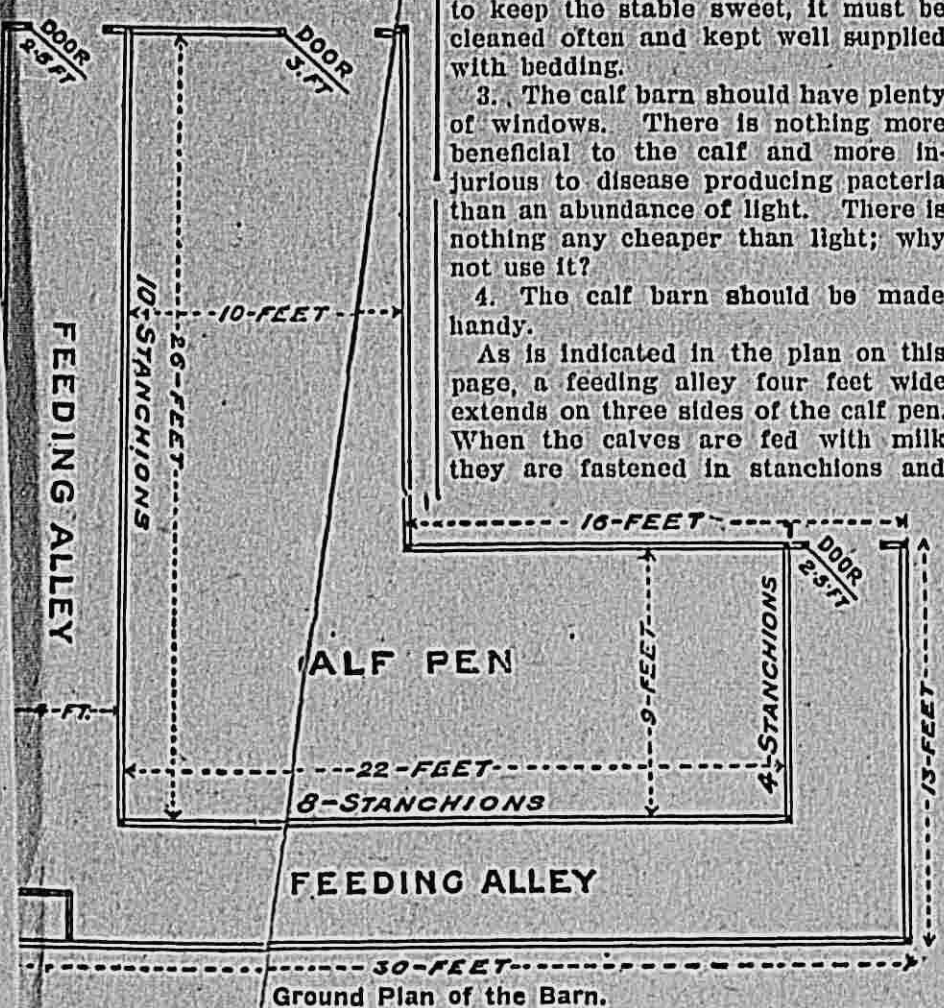 to keep the stable sweet, it must be
cleaned often and kept well supplied
with bedding.
3. The calf barn should have plenty
of windows. There is nothing more
beneficial to the calf and more in-
jurious to disease producing pacteria
than an abundance of light. There is
nothing any cheaper than light; why
not use it?
4. The calf barn should be made
handy.
As is indicated in the plan on this
page, a feeding alley four feet wide
extends on three sides of the calf pen.
When the calves are fed with milk
they are fastened in stanchions and
DOOR
2·5 FT
DOOR
3. FT
10-FEET
10-STANCHIONS
26-FEET
FEEDING ALLEY
16-FEET
DOOR
2·5 FT
ALF PEN
9-FEET
4-STANCHIONS
13-FEET
FT.
22-FEET
8-STANCHIONS
FEEDING ALLEY
30-FEET
Ground Plan of the Barn.